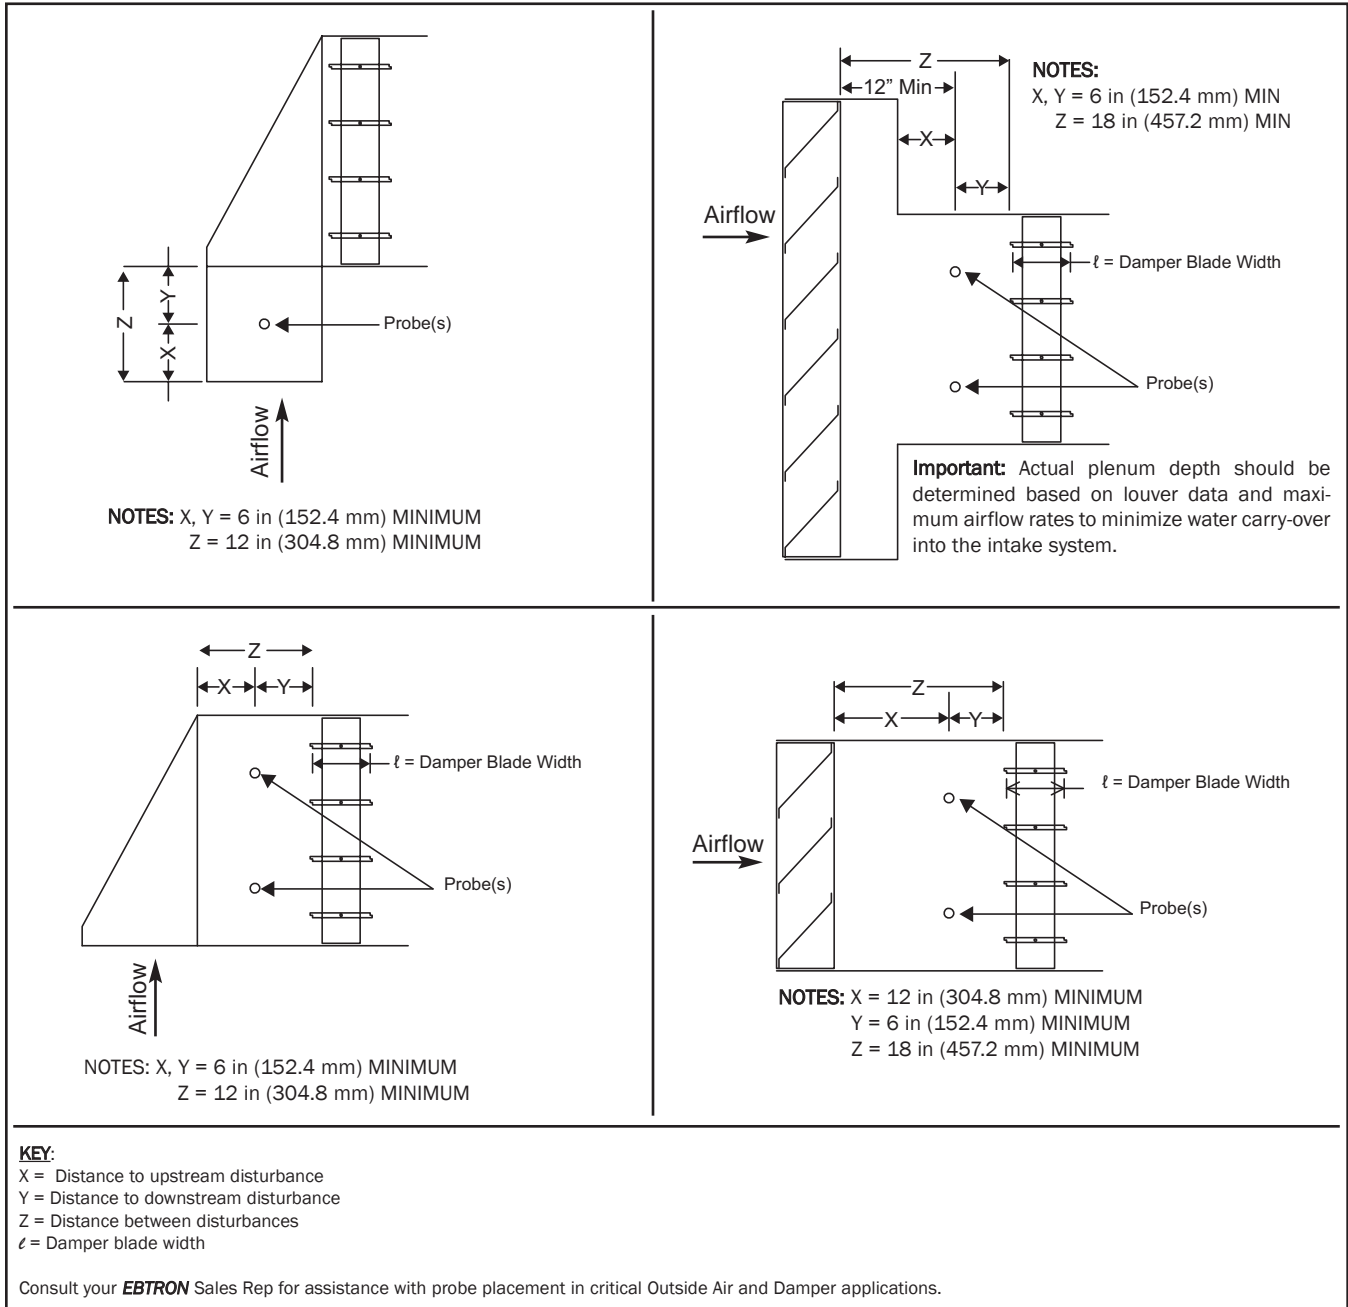 Z
Y
X
Probe(s)
Airflow
NOTES: X, Y = 6 in (152.4 mm) MINIMUM
Z = 12 in (304.8 mm) MINIMUM
Z
12” Min
X
Y
NOTES:
X, Y = 6 in (152.4 mm) MIN
Z = 18 in (457.2 mm) MIN
Airflow
ℓ = Damper Blade Width
Probe(s)
Important: Actual plenum depth should be
determined based on louver data and maxi-
mum airflow rates to minimize water carry-over
into the intake system.
Z
X
Y
ℓ = Damper Blade Width
Probe(s)
Airflow
NOTES: X, Y = 6 in (152.4 mm) MINIMUM
Z = 12 in (304.8 mm) MINIMUM
Z
X
Y
ℓ = Damper Blade Width
Airflow
Probe(s)
NOTES: X = 12 in (304.8 mm) MINIMUM
Y = 6 in (152.4 mm) MINIMUM
Z = 18 in (457.2 mm) MINIMUM
KEY:
X = Distance to upstream disturbance
Y = Distance to downstream disturbance
Z = Distance between disturbances
ℓ = Damper blade width
Consult your EBTRON Sales Rep for assistance with probe placement in critical Outside Air and Damper applications.